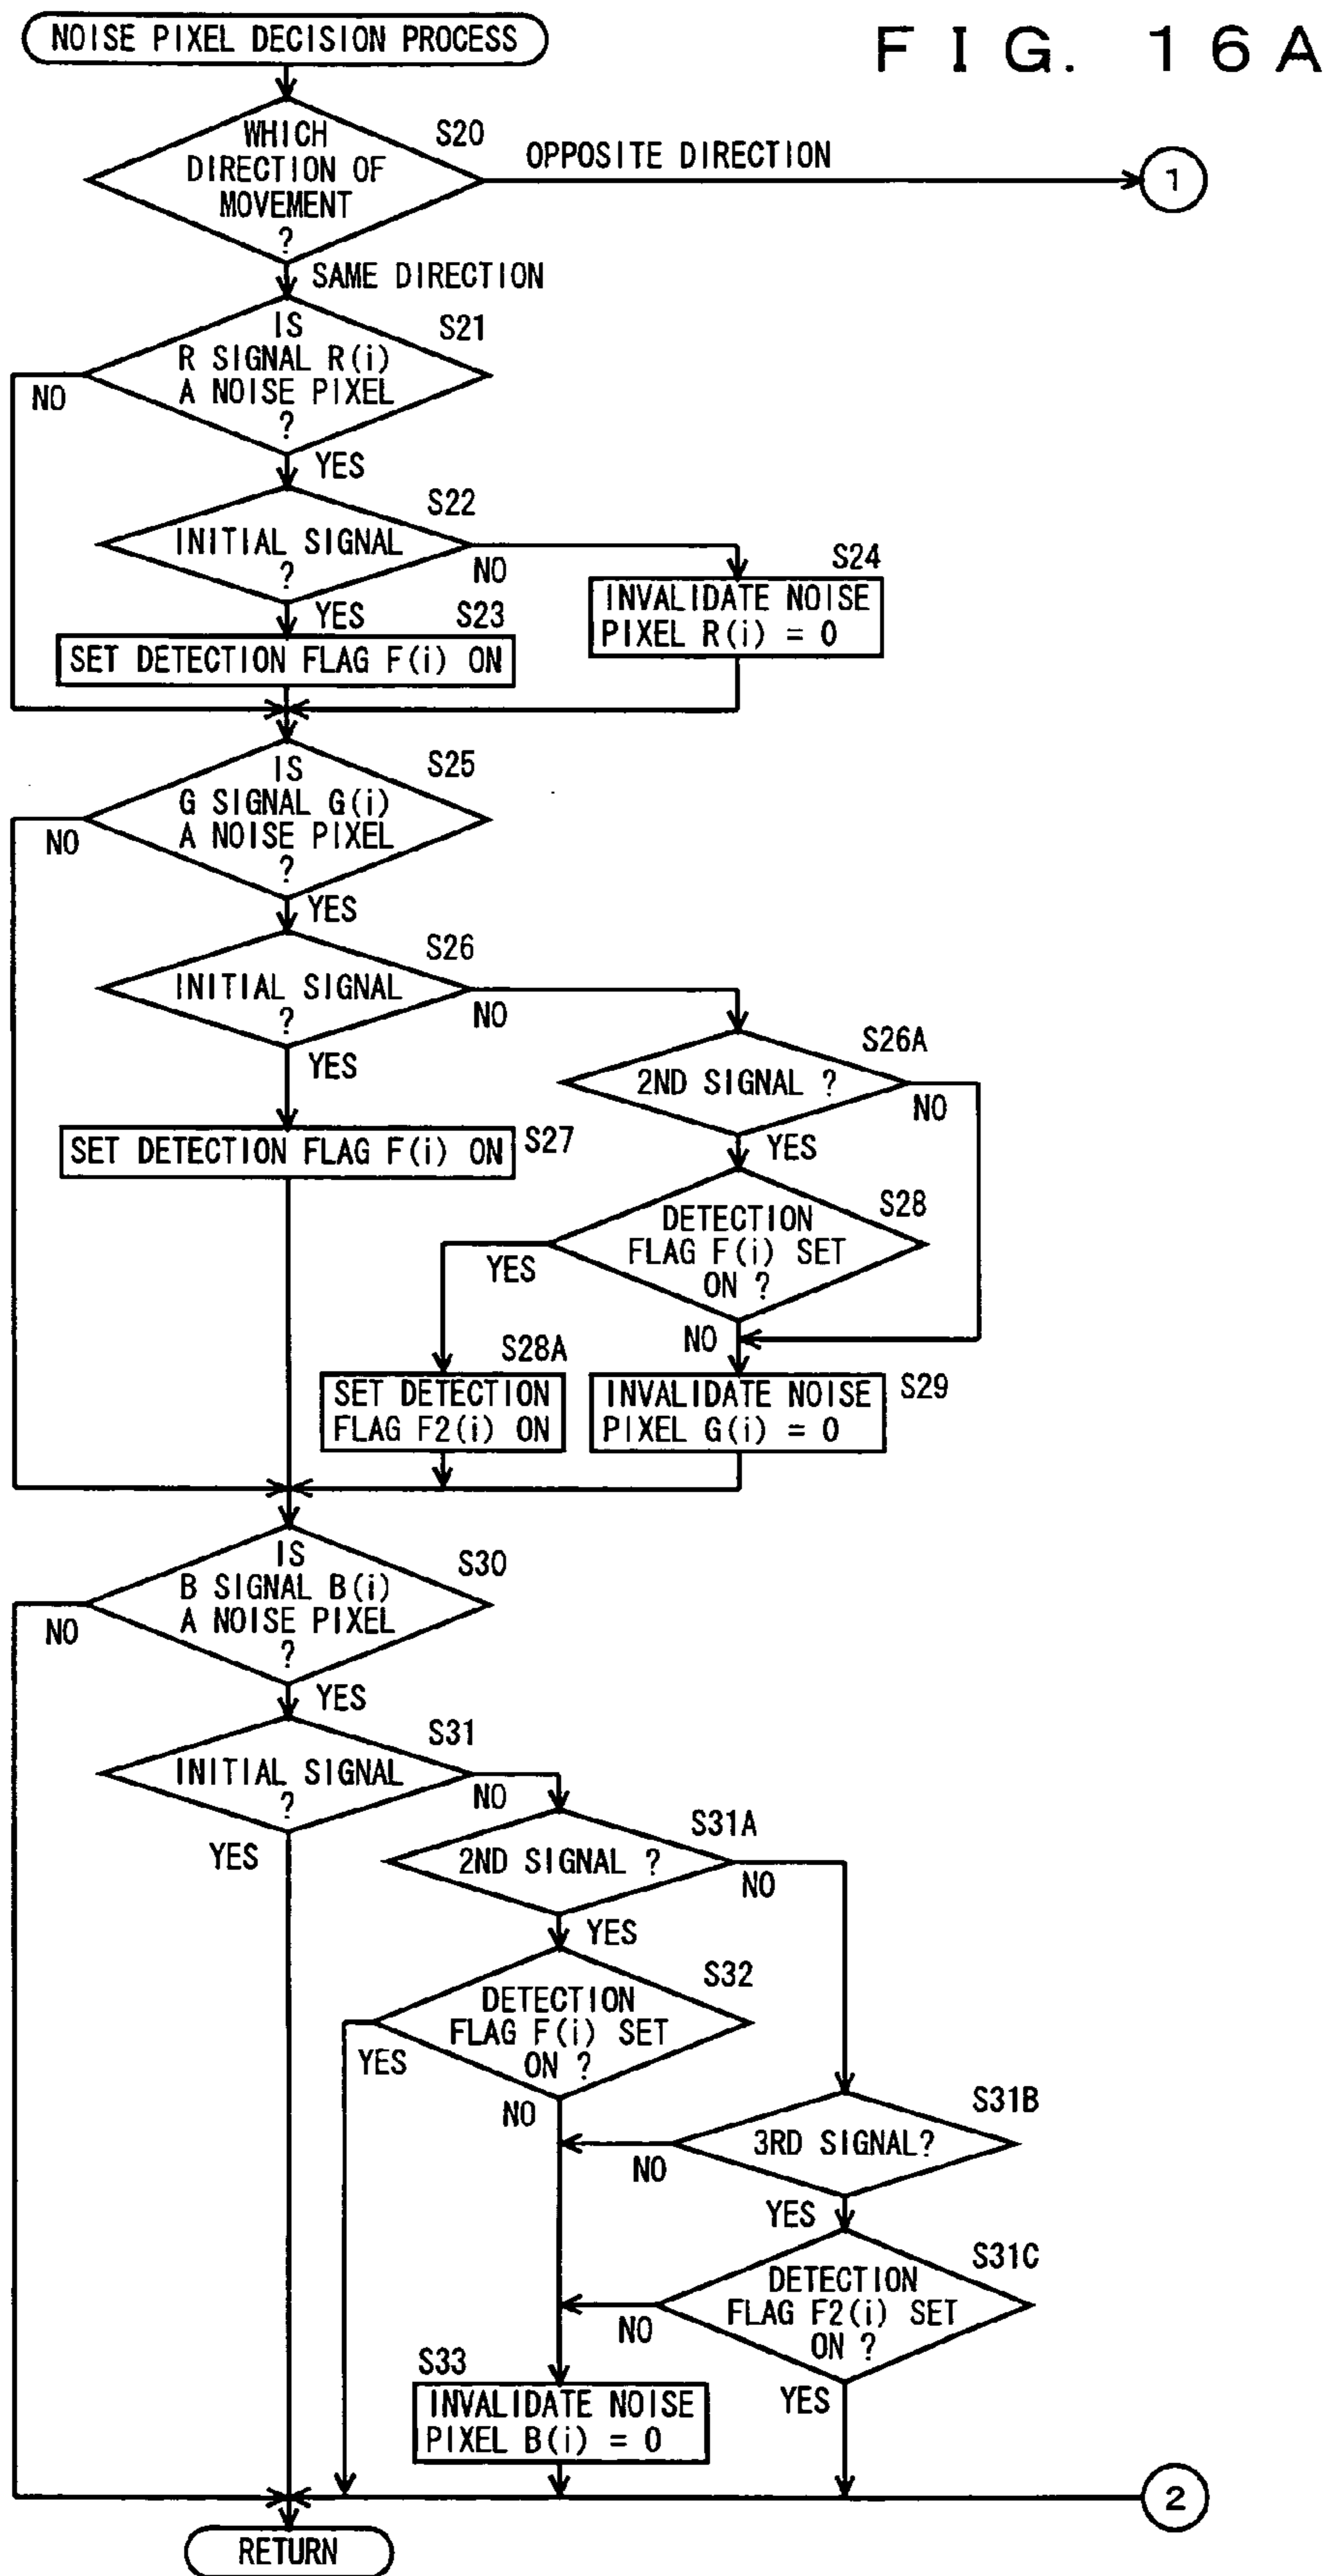 NOISE PIXEL DECISION PROCESS
FIG. 16A
WHICH
DIRECTION OF
MOVEMENT
?
S20
OPPOSITE DIRECTION
1
SAME DIRECTION
IS
R SIGNAL R(i)
A NOISE PIXEL
?
S21
NO
YES
S22
INITIAL SIGNAL
?
NO
YES
S23
SET DETECTION FLAG F(i) ON
S24
INVALIDATE NOISE
PIXEL R(i) = 0
IS
G SIGNAL G(i)
A NOISE PIXEL
?
S25
NO
YES
S26
INITIAL SIGNAL
?
NO
YES
S26A
2ND SIGNAL ?
NO
YES
SET DETECTION FLAG F(i) ON
S27
S28
DETECTION
FLAG F(i) SET
ON ?
YES
NO
S28A
SET DETECTION
FLAG F2(i) ON
INVALIDATE NOISE
PIXEL G(i) = 0
S29
IS
B SIGNAL B(i)
A NOISE PIXEL
?
S30
NO
YES
S31
INITIAL SIGNAL
?
NO
YES
S31A
2ND SIGNAL ?
NO
YES
S32
DETECTION
FLAG F(i) SET
ON ?
YES
NO
S31B
3RD SIGNAL?
NO
YES
S31C
DETECTION
FLAG F2(i) SET
ON ?
NO
YES
S33
INVALIDATE NOISE
PIXEL B(i) = 0
2
RETURN